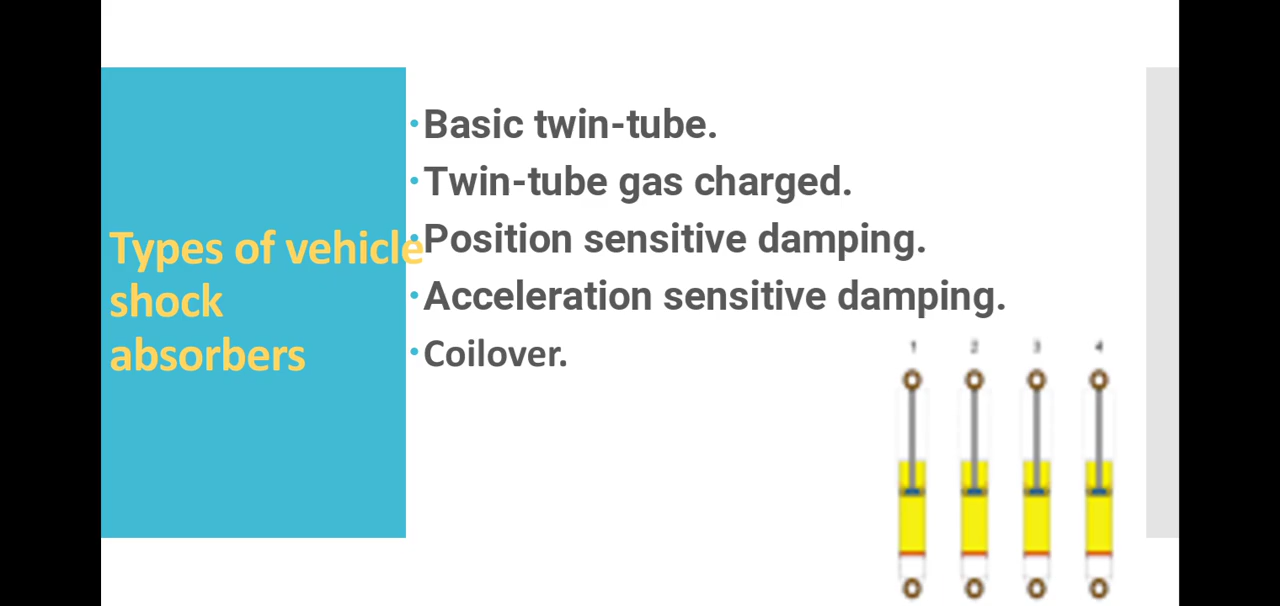 Types of vehicle
shock
absorbers
•Basic twin-tube.
•Twin-tube gas charged.
•Position sensitive damping.
•Acceleration sensitive damping.
•Coilover.
1 2 3 4